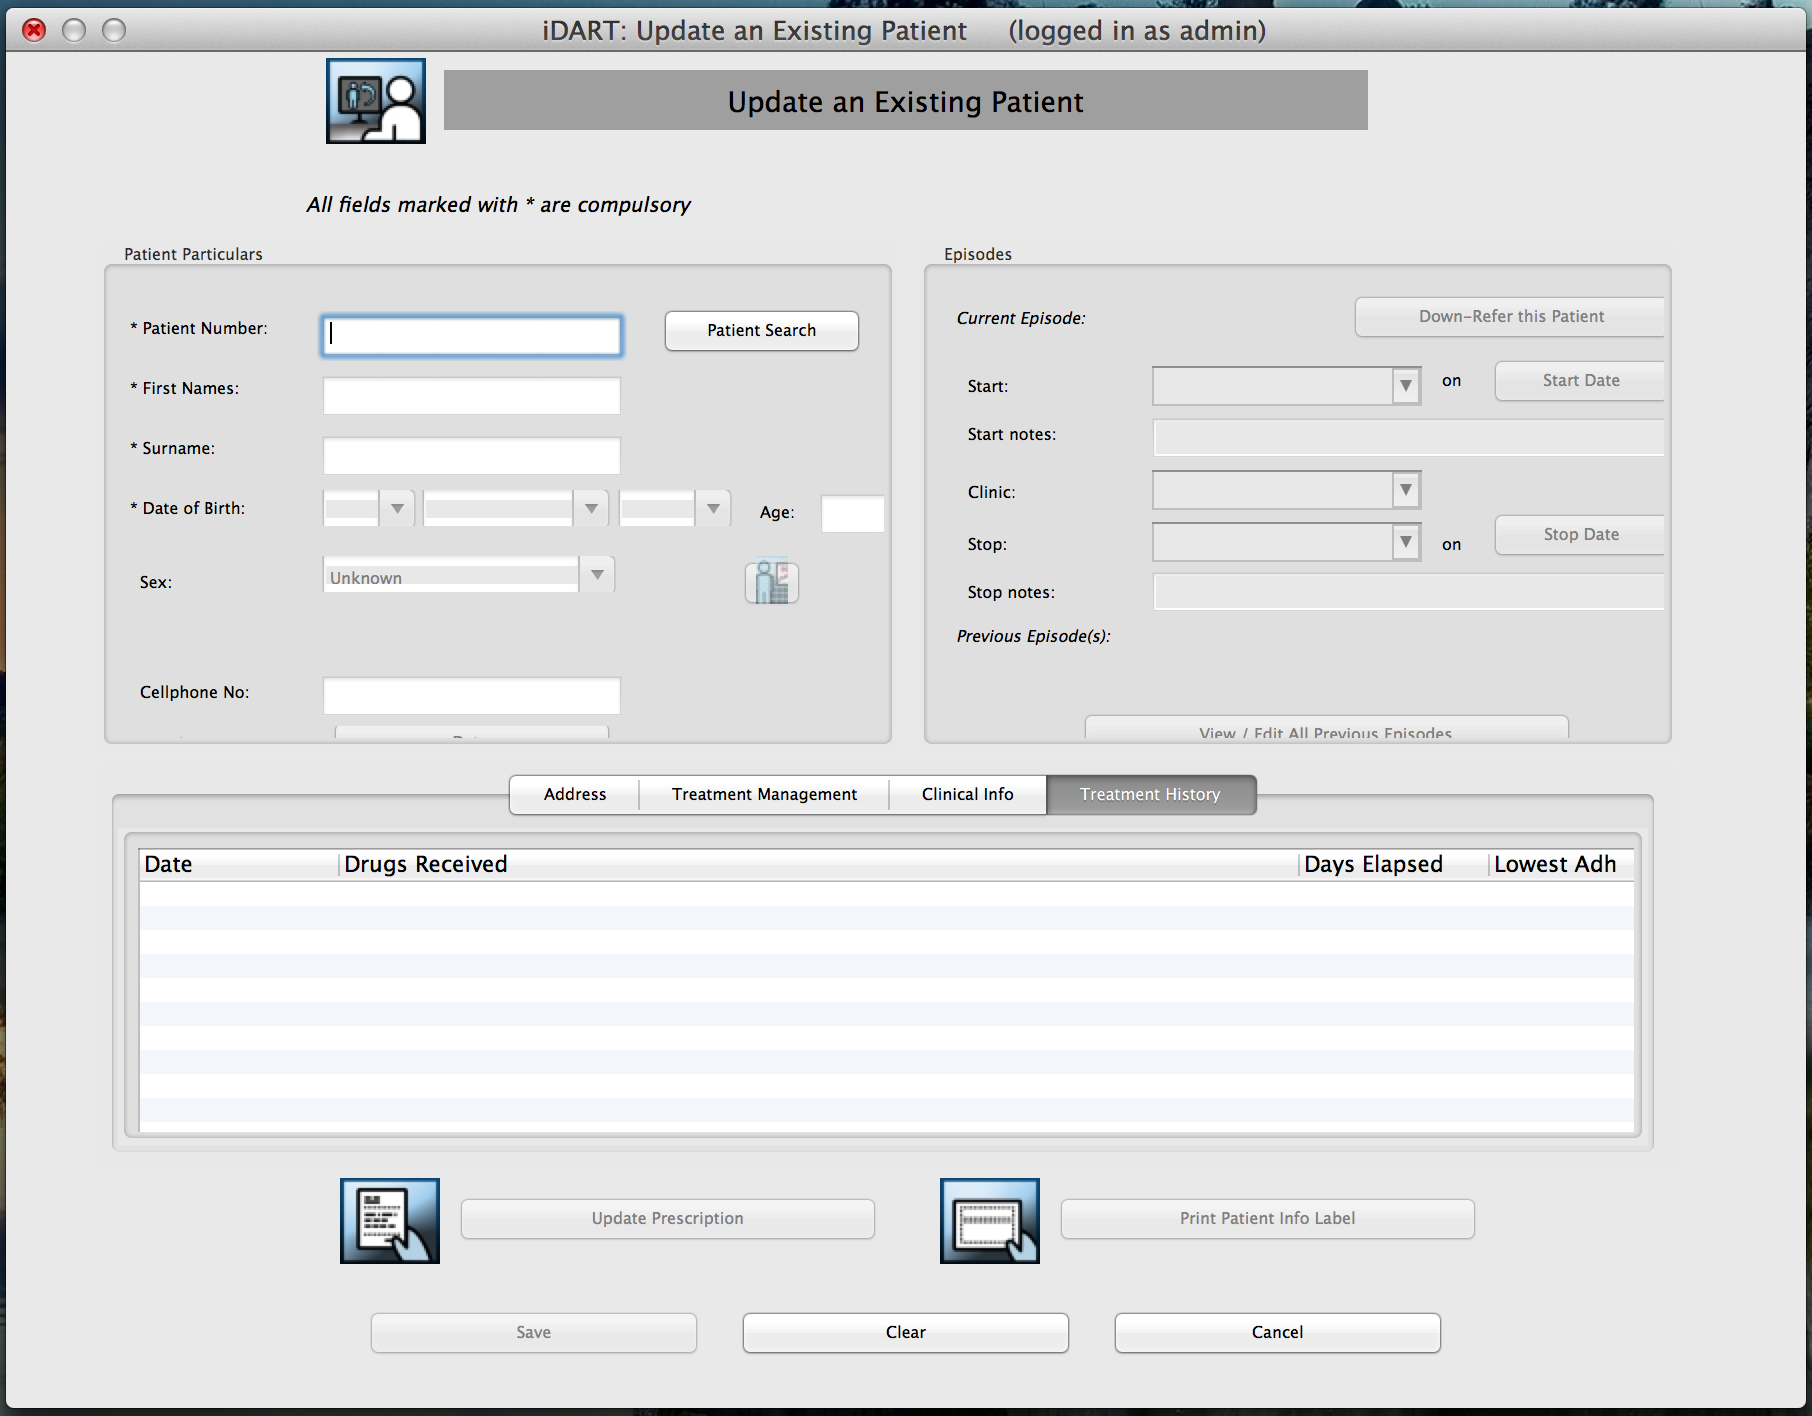 iDART: Update an Existing Patient (logged in as admin)
Update an Existing Patient
All fields marked with * are compulsory
Patient Particulars
* Patient Number:
Patient Search
* First Names:
* Surname:
* Date of Birth:
Age:
Sex:
Unknown
Cellphone No:
Episodes
Current Episode:
Down-Refer this Patient
Start:
on
Start Date
Start notes:
Clinic:
Stop:
on
Stop Date
Stop notes:
Previous Episode(s):
View / Edit All Previous Episodes
Address
Treatment Management
Clinical Info
Treatment History
Date
Drugs Received
Days Elapsed
Lowest Adh
Update Prescription
Print Patient Info Label
Save
Clear
Cancel